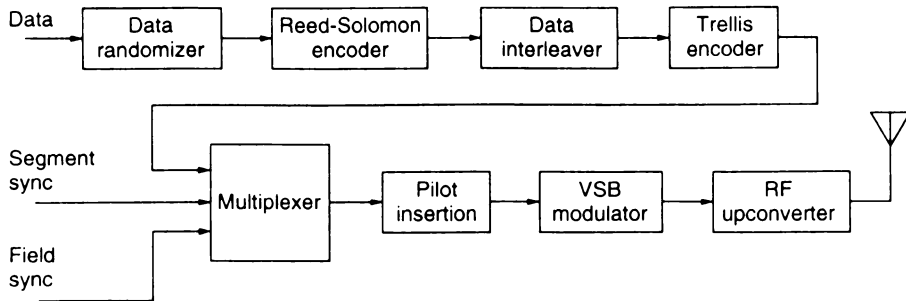 Data
Data
randomizer
Reed-Solomon
encoder
Data
interleaver
Trellis
encoder
Segment
sync
Multiplexer
Pilot
insertion
VSB
modulator
RF
upconverter
Field
sync